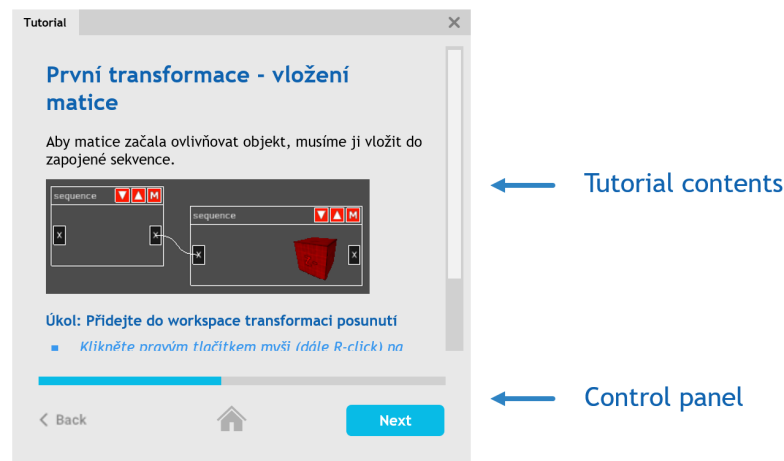 Tutorial
První transformace - vložení
matice
Aby matice začala ovlivňovat objekt, musíme ji vložit do
zapojené sekvence.
sequence
M
x
x
sequence
M
x
x
Úkol: Přidejte do workspace transformaci posunutí
Klikněte pravým tlačítkem myši (dále R-click) na
Back
Next
Tutorial contents
Control panel